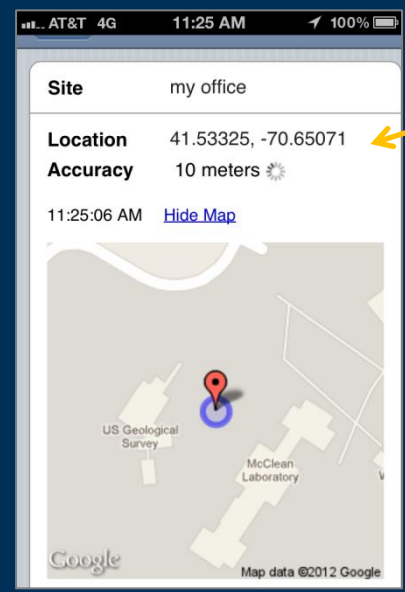 AT&T 4G 11:25 AM 100%
Site my office
Location 41.53325, -70.65071
Accuracy 10 meters
11:25:06 AM Hide Map
US Geological
Survey
McClean
Laboratory
Google
Map data ©2012 Google